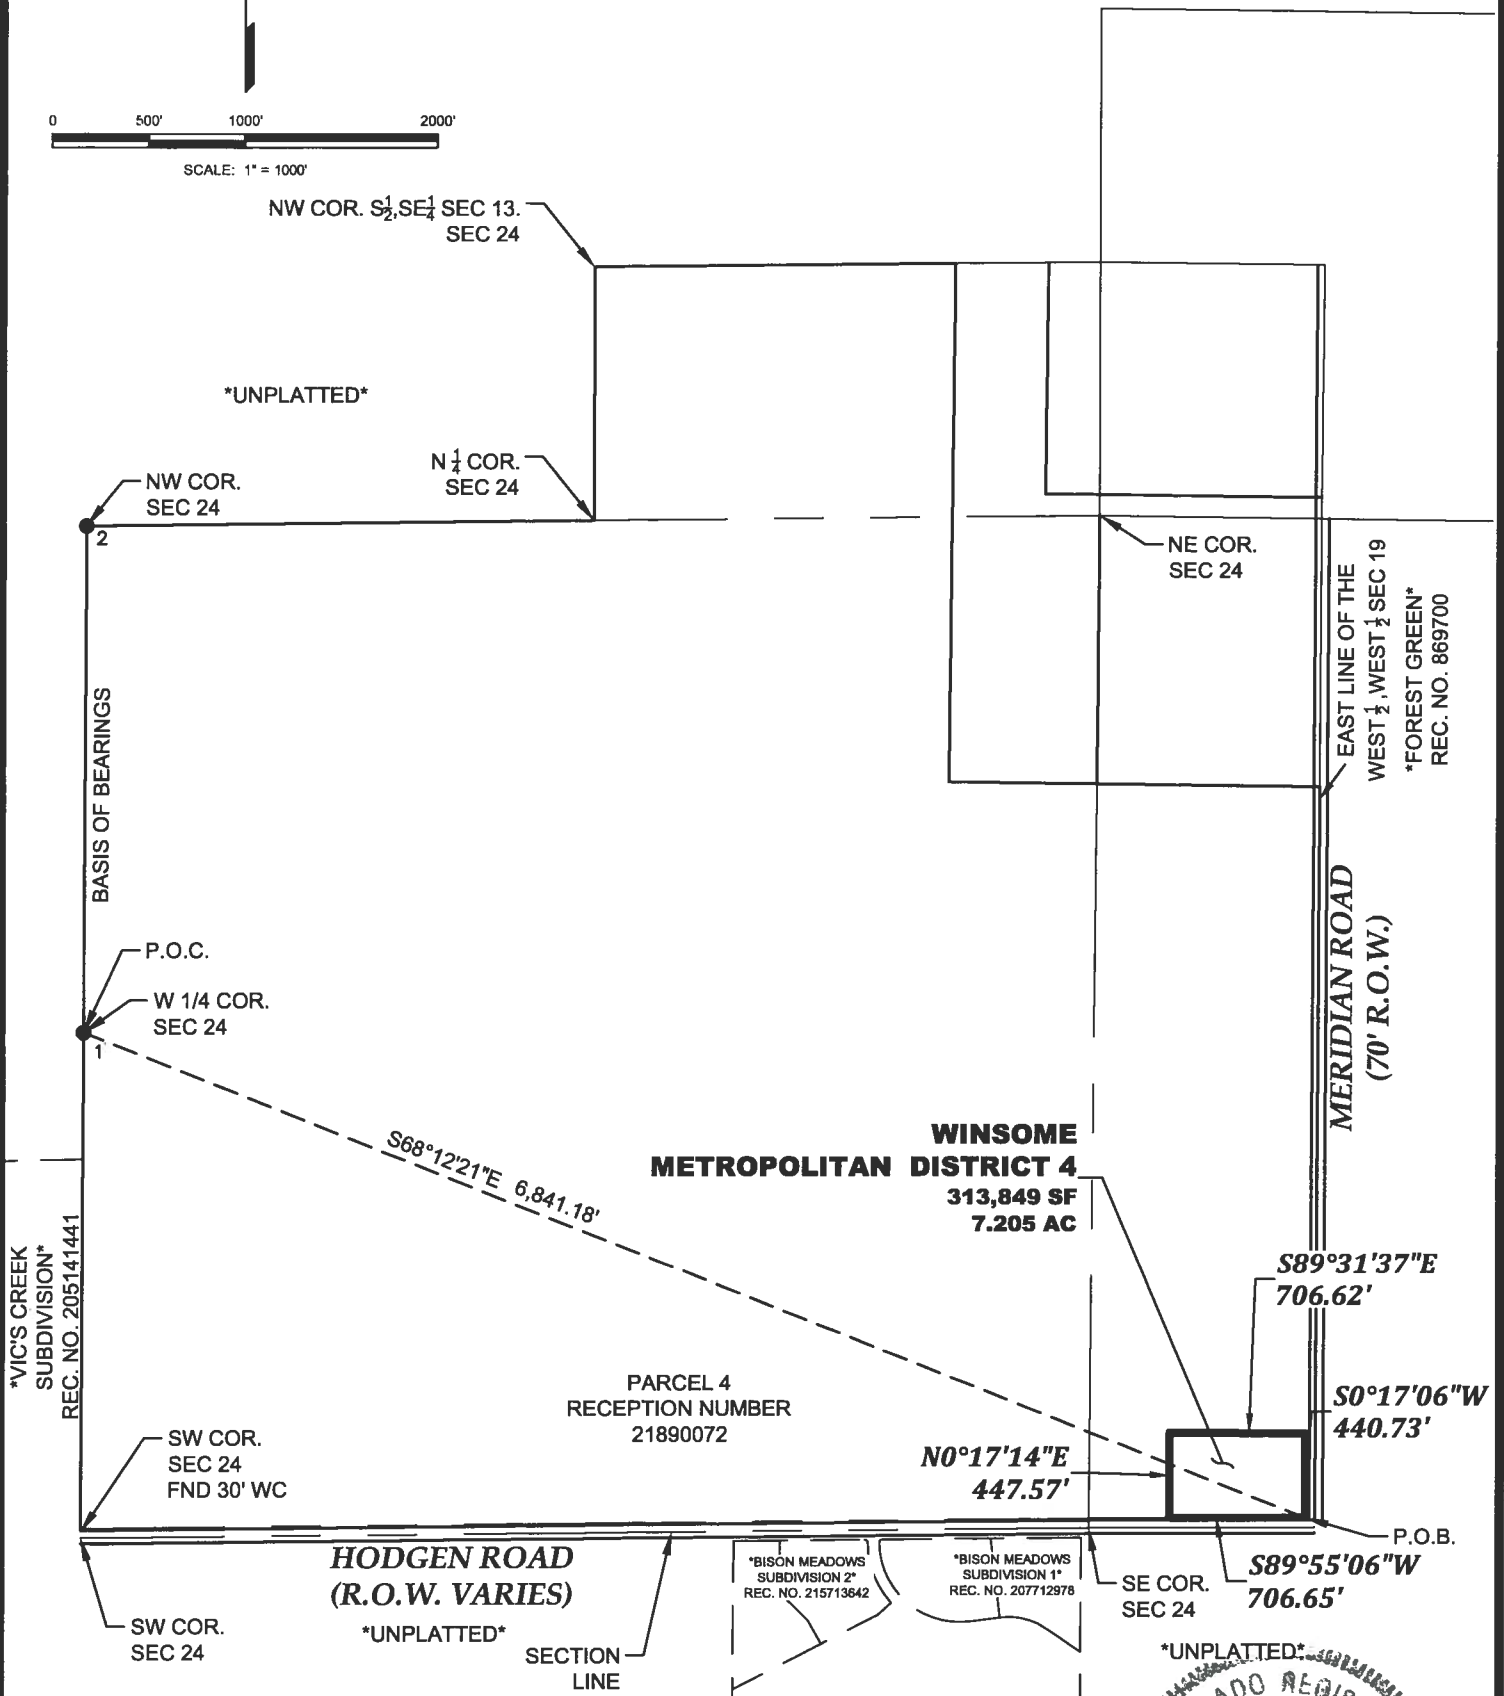 0 500' 1000' 2000'
SCALE: 1" = 1000'
NW COR. S½,SE¼ SEC 13.
SEC 24
*UNPLATTED*
N ¼ COR.
SEC 24
NW COR.
SEC 24
2
NE COR.
SEC 24
EAST LINE OF THE
WEST ½ ,WEST ½ SEC 19
*FOREST GREEN*
REC. NO. 869700
BASIS OF BEARINGS
P.O.C.
W 1/4 COR.
SEC 24
1
MERIDIAN ROAD
(70' R.O.W.)
S68°12'21"E 6,841.18'
WINSOME
METROPOLITAN DISTRICT 4
313,849 SF
7.205 AC
*VIC'S CREEK
SUBDIVISION*
REC. NO. 205141441
S89°31'37"E
706.62'
PARCEL 4
RECEPTION NUMBER
21890072
S0°17'06"W
440.73'
N0°17'14"E
447.57'
SW COR.
SEC 24
FND 30' WC
P.O.B.
HODGEN ROAD
(R.O.W. VARIES)
*BISON MEADOWS
SUBDIVISION 2*
REC. NO. 215713642
*BISON MEADOWS
SUBDIVISION 1*
REC. NO. 207712978
S89°55'06"W
706.65'
SE COR.
SEC 24
SW COR.
SEC 24
*UNPLATTED*
SECTION
LINE
*UNPLATTED*